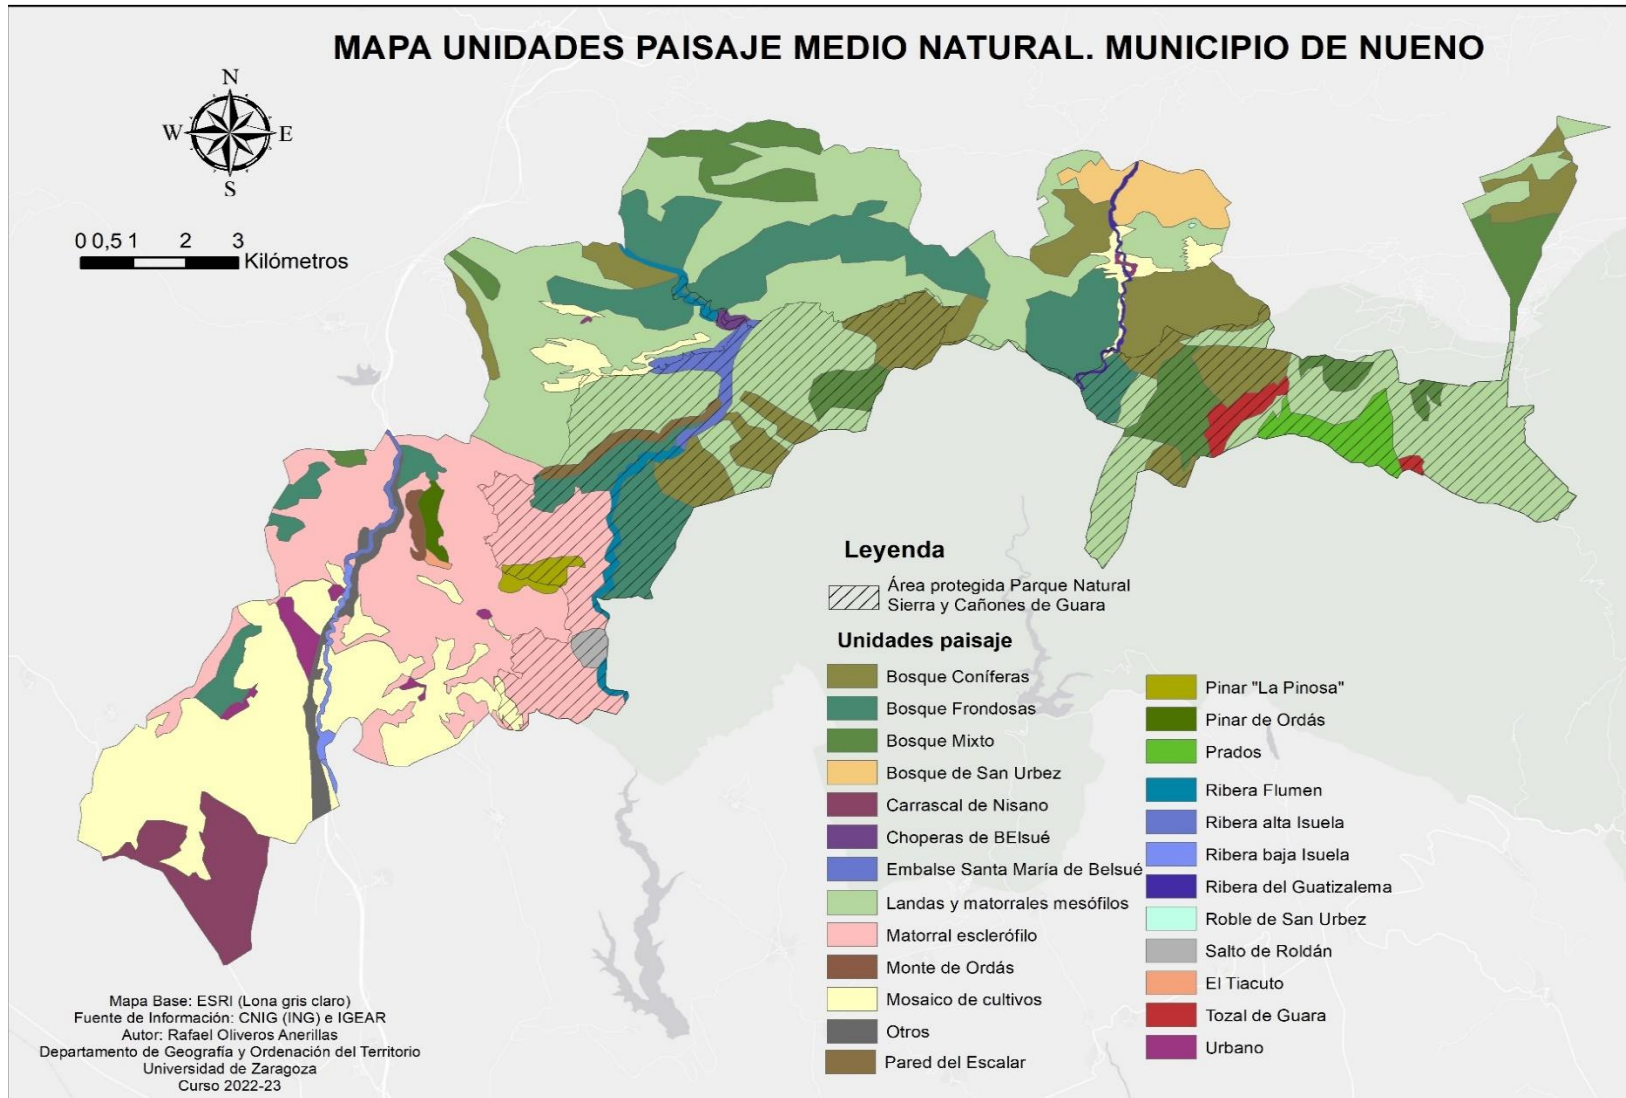 MAPA UNIDADES PAISAJE MEDIO NATURAL. MUNICIPIO DE NUENO
N
W
E
S
0 0,5 1 2 3
Kilómetros
Leyenda
Área protegida Parque Natural
Sierra y Cañones de Guara
Unidades paisaje
Bosque Coníferas
Bosque Frondosas
Bosque Mixto
Bosque de San Urbez
Carrascal de Nisano
Choperas de BElsué
Embalse Santa María de Belsué
Landas y matorrales mesófilos
Matorral esclerófilo
Monte de Ordás
Mosaico de cultivos
Otros
Pared del Escalar
Pinar "La Pinosa"
Pinar de Ordás
Prados
Ribera Flumen
Ribera alta Isuela
Ribera baja Isuela
Ribera del Guatizalema
Roble de San Urbez
Salto de Roldán
El Tiacuto
Tozal de Guara
Urbano
Mapa Base: ESRI (Lona gris claro)
Fuente de Información: CNIG (ING) e IGEAR
Autor: Rafael Oliveros Anerillas
Departamento de Geografía y Ordenación del Territorio
Universidad de Zaragoza
Curso 2022-23